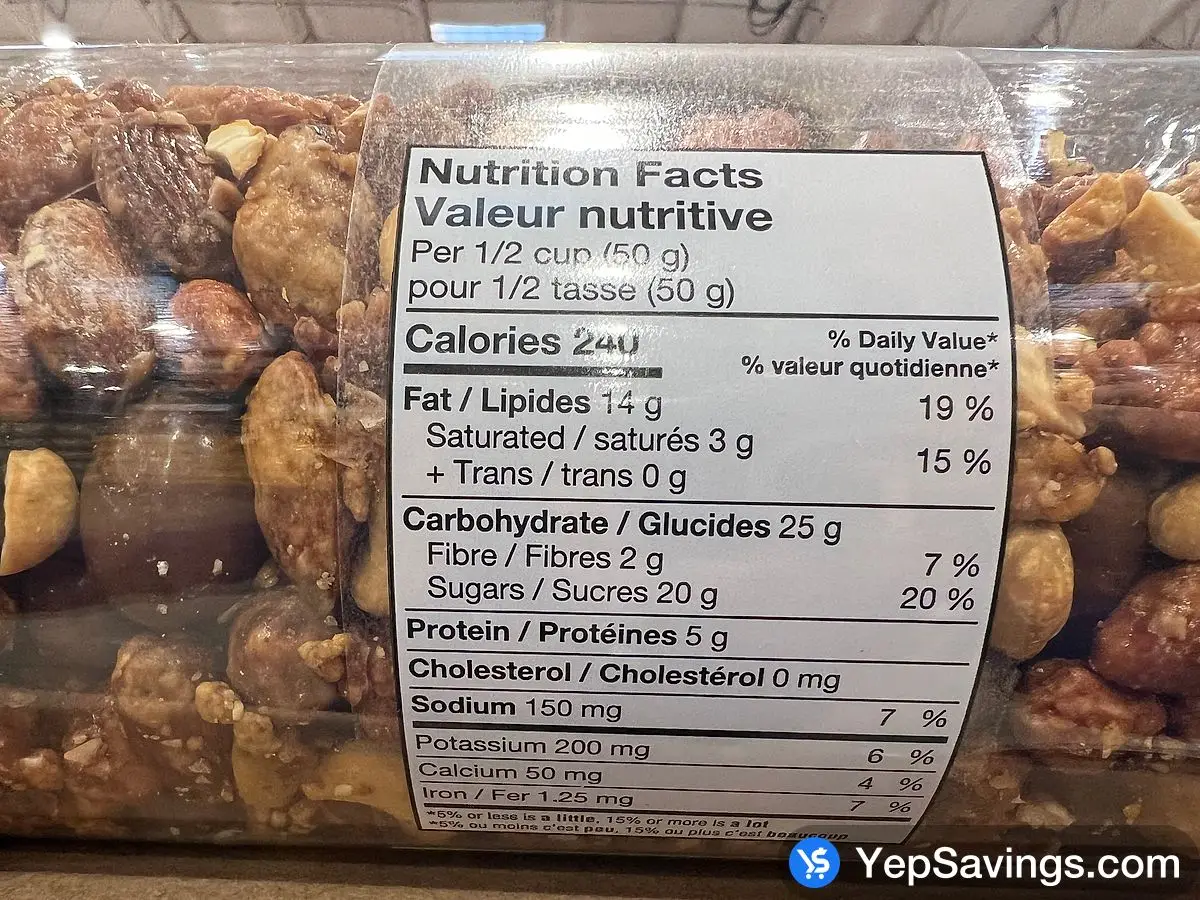 Nutrition Facts
Valeur nutritive
Per 1/2 cup (50 g)
pour 1/2 tasse (50 g)
Calories 240
% Daily Value*
% valeur quotidienne*
Fat / Lipides 14 g 19 %
Saturated / saturés 3 g
+ Trans / trans 0 g 15 %
Carbohydrate / Glucides 25 g
Fibre / Fibres 2 g 7 %
Sugars / Sucres 20 g 20 %
Protein / Protéines 5 g
Cholesterol / Cholestérol 0 mg
Sodium 150 mg 7 %
Potassium 200 mg 6 %
Calcium 50 mg 4 %
Iron / Fer 1.25 mg 7 %
*5% or less is a little, 15% or more is a lot
*5% ou moins c'est peu, 15% ou plus c'est beaucoup
YepSavings.com